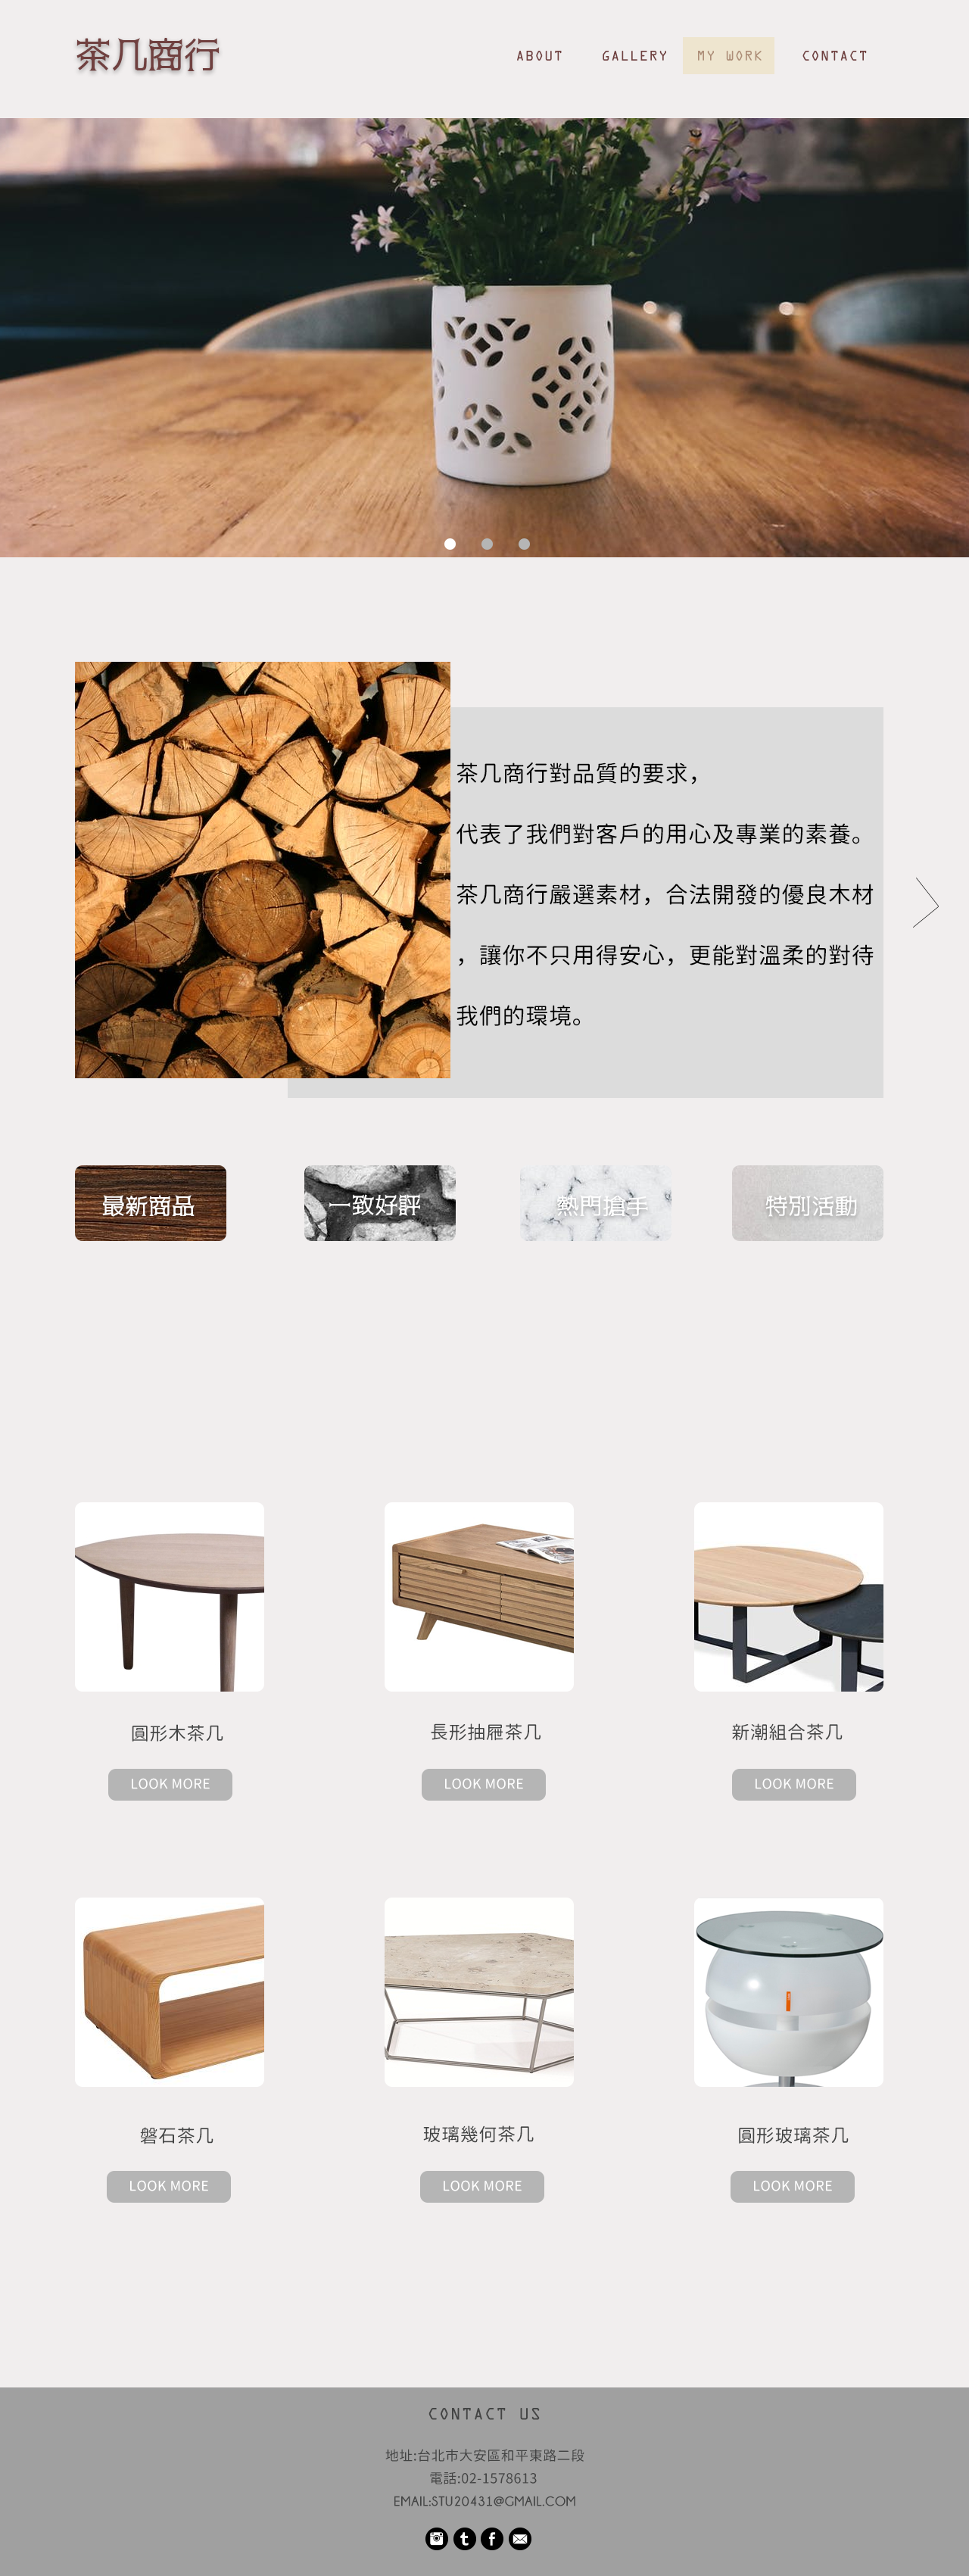 茶几商行
ABOUT GALLERY MY WORK CONTACT
茶几商行對品質的要求，
代表了我們對客戶的用心及專業的素養。
茶几商行嚴選素材，合法開發的優良木材
，讓你不只用得安心，更能對溫柔的對待
我們的環境。
最新商品 一致好評 熱門搶手 特別活動
圓形木茶几 長形抽屜茶几 新潮組合茶几
LOOK MORE LOOK MORE LOOK MORE
磐石茶几 玻璃幾何茶几 圓形玻璃茶几
LOOK MORE LOOK MORE LOOK MORE
CONTACT US
地址:台北市大安區和平東路二段
電話:02-1578613
EMAIL:STU20431@GMAIL.COM